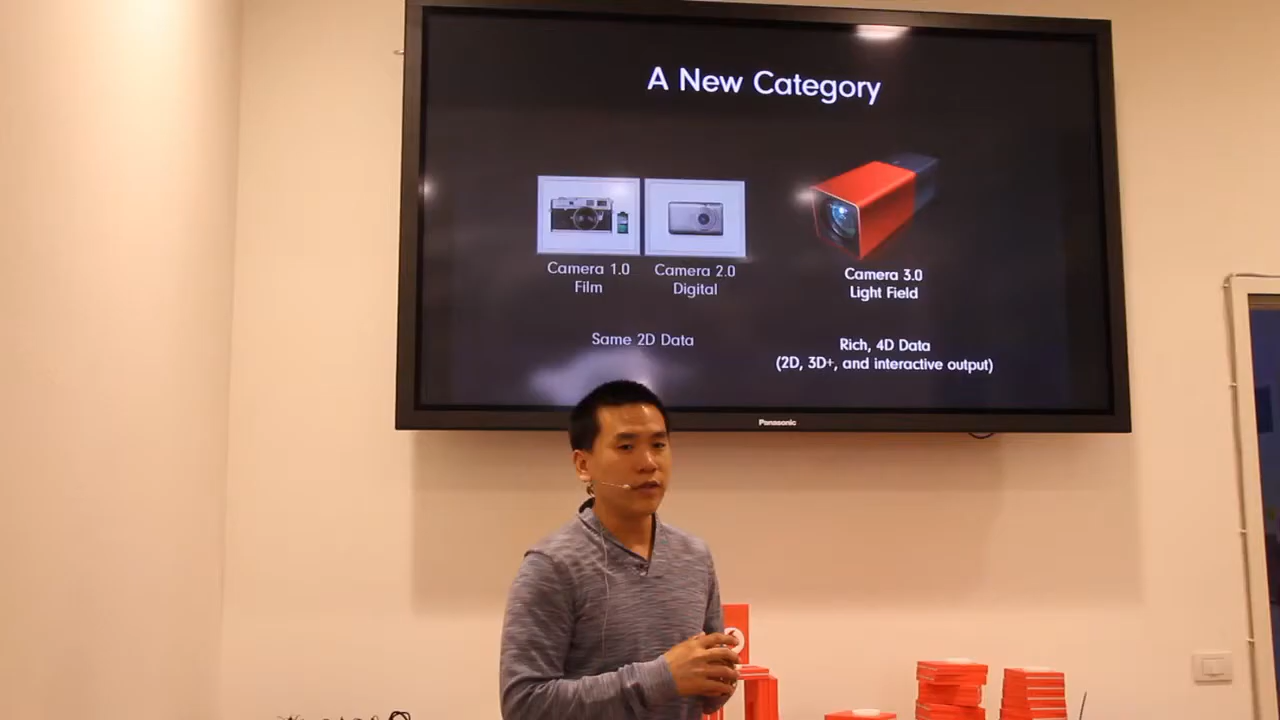 A New Category
Camera 1.0
Film
Camera 2.0
Digital
Camera 3.0
Light Field
Same 2D Data
Rich, 4D Data
(2D, 3D+, and interactive output)
Panasonic